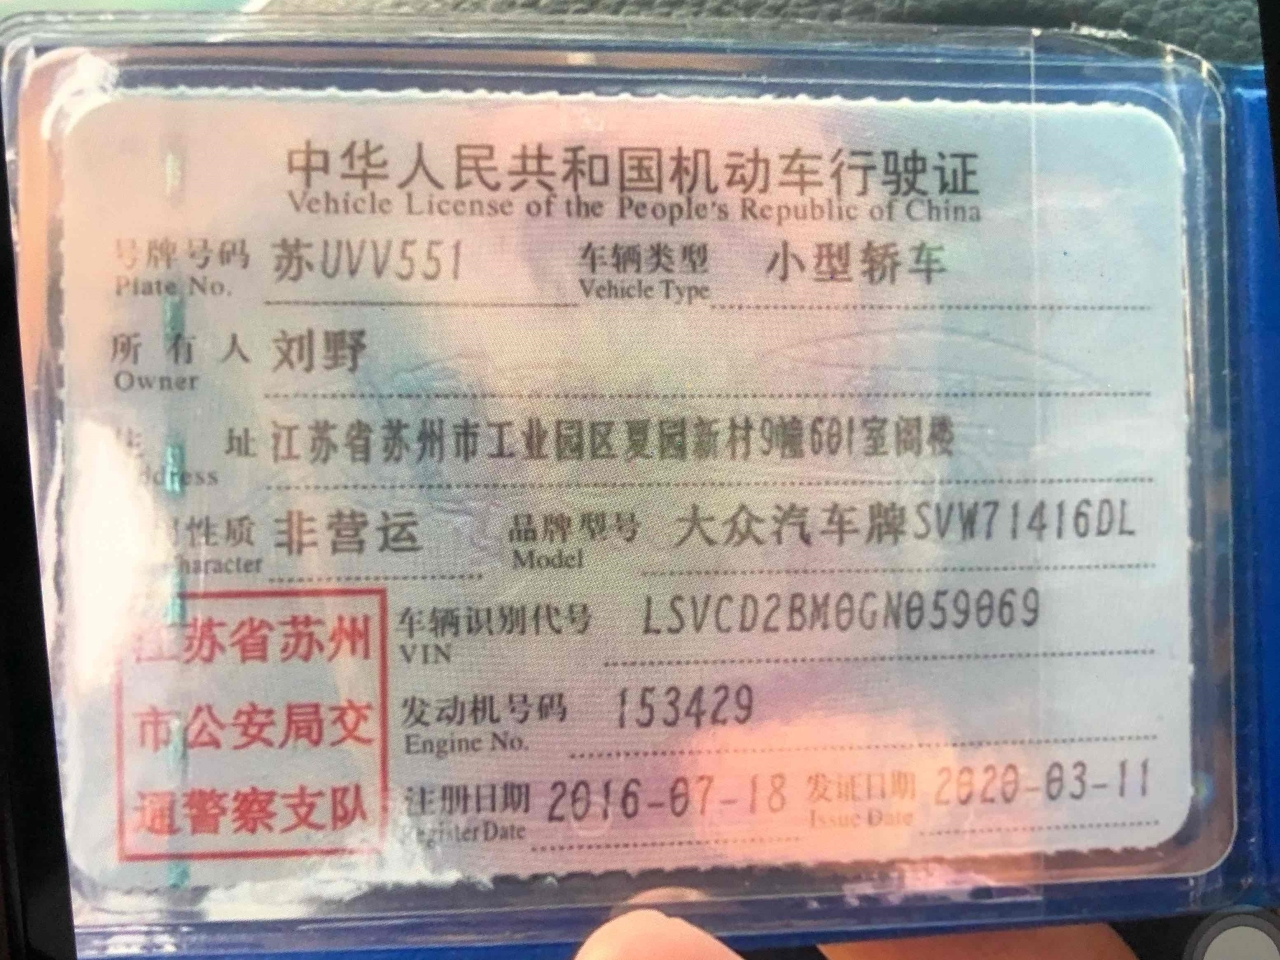 中华人民共和国机动车行驶证
Vehicle License of the People's Republic of China
号牌号码 苏UVV551 车辆类型 小型轿车
Plate No. Vehicle Type
所有人 刘野
Owner
住址 江苏省苏州市工业园区夏园新村9幢601室阁楼
Address
性质 非营运 品牌型号 大众汽车牌SVW71416DL
Character Model
江苏省苏州
市公安局交
通警察支队
车辆识别代号 LSVCD2BM0GN059069
VIN
发动机号码 153429
Engine No.
注册日期 2016-07-18 发证日期 2020-03-11
Register Date Issue Date